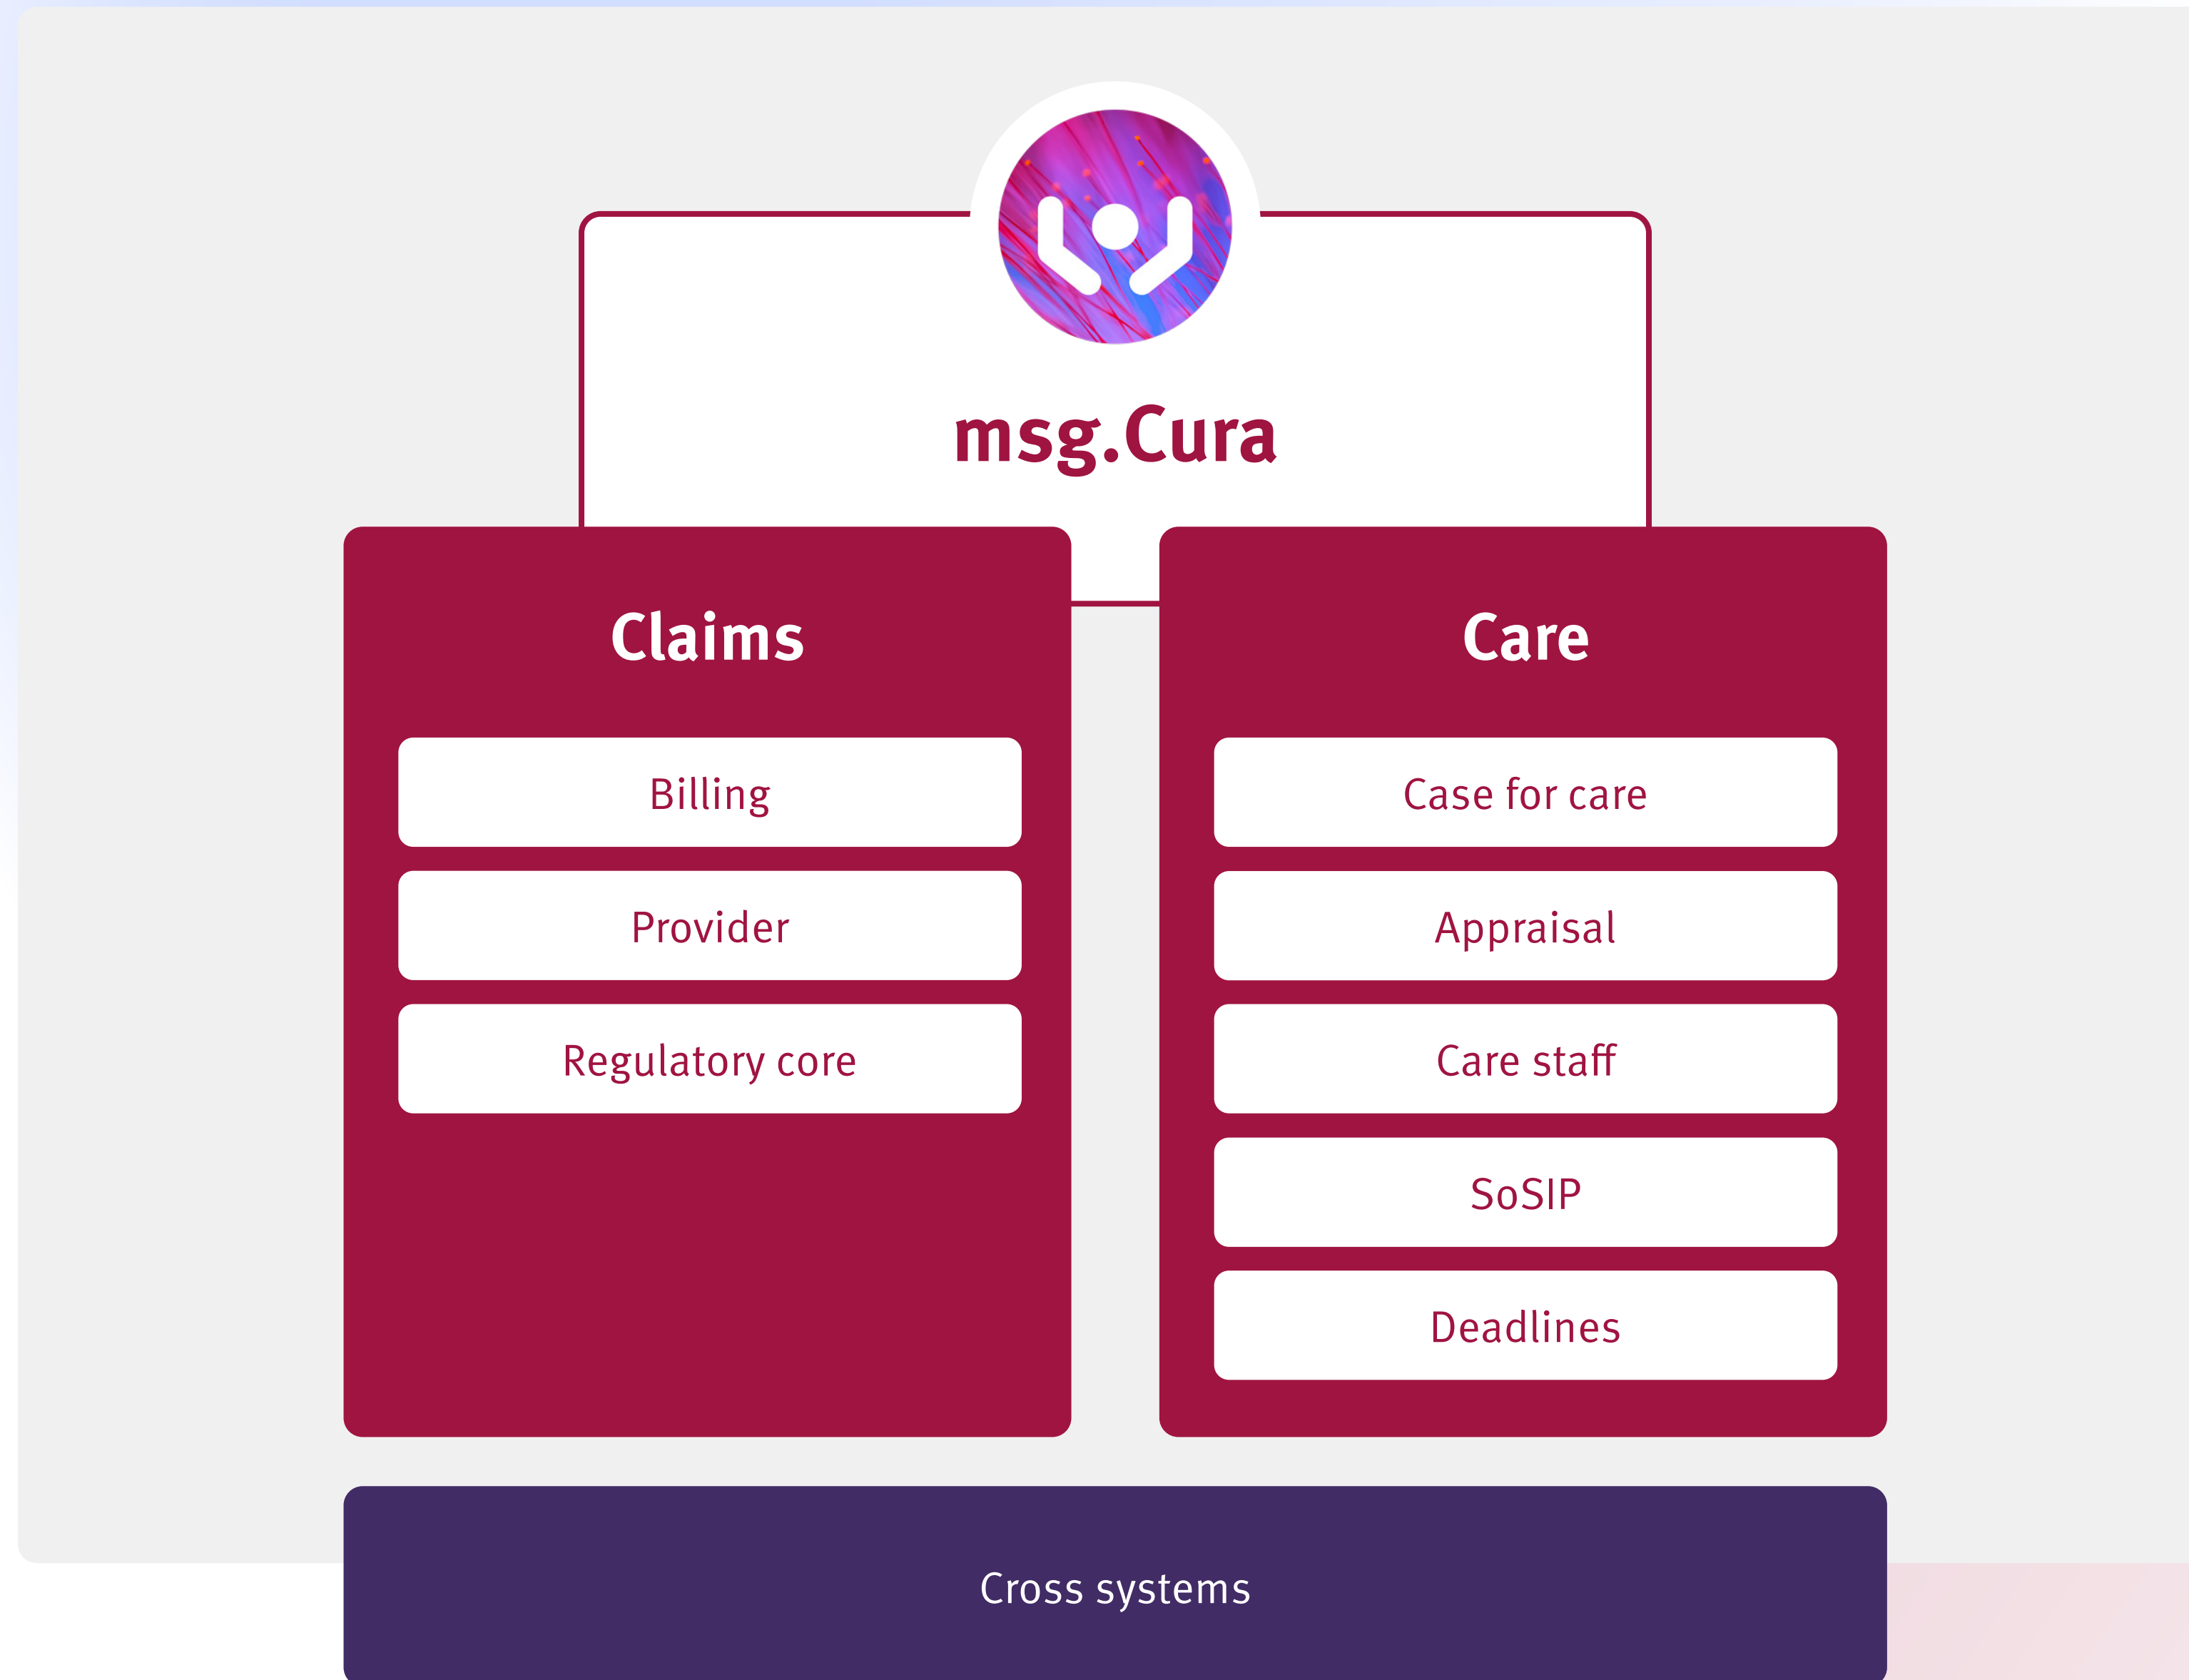 msg.Cura
Claims
Billing
Provider
Regulatory core
Care
Case for care
Appraisal
Care staff
SoSIP
Deadlines
Cross systems